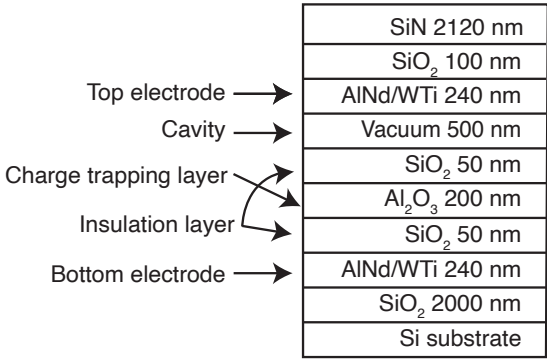 SiN 2120 nm
SiO₂ 100 nm
Top electrode
AlNd/WTi 240 nm
Cavity
Vacuum 500 nm
SiO₂ 50 nm
Charge trapping layer
Al₂O₃ 200 nm
Insulation layer
SiO₂ 50 nm
Bottom electrode
AlNd/WTi 240 nm
SiO₂ 2000 nm
Si substrate